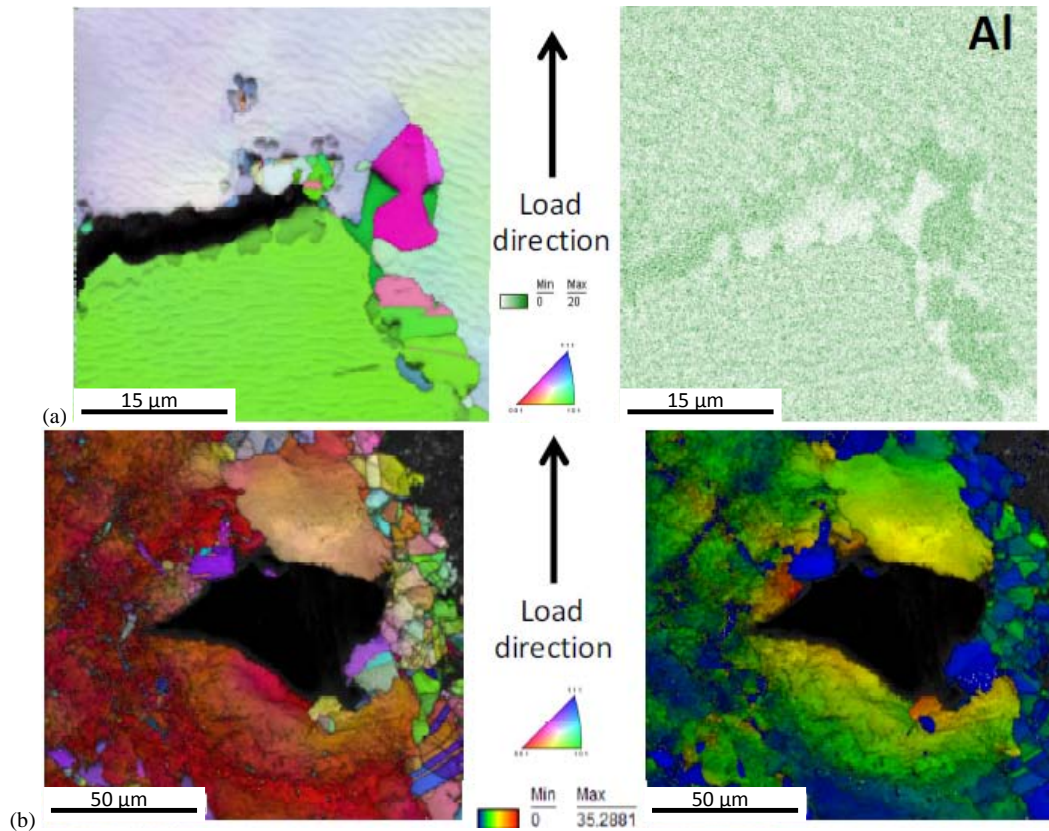 Al
Load
direction
Min Max
0 20
111
001 101
15 µm
15 µm
(a)
Load
direction
111
001 101
Min Max
0 35.2881
50 µm
50 µm
(b)